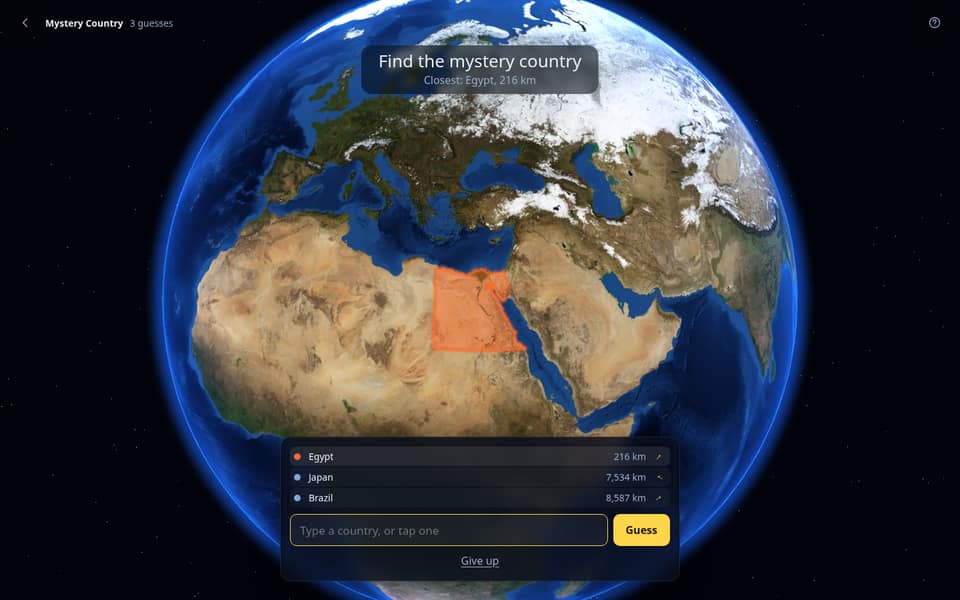 Mystery Country 3 guesses
Find the mystery country
Closest: Egypt, 216 km
Egypt 216 km
Japan 7,534 km
Brazil 8,587 km
Type a country, or tap one
Guess
Give up